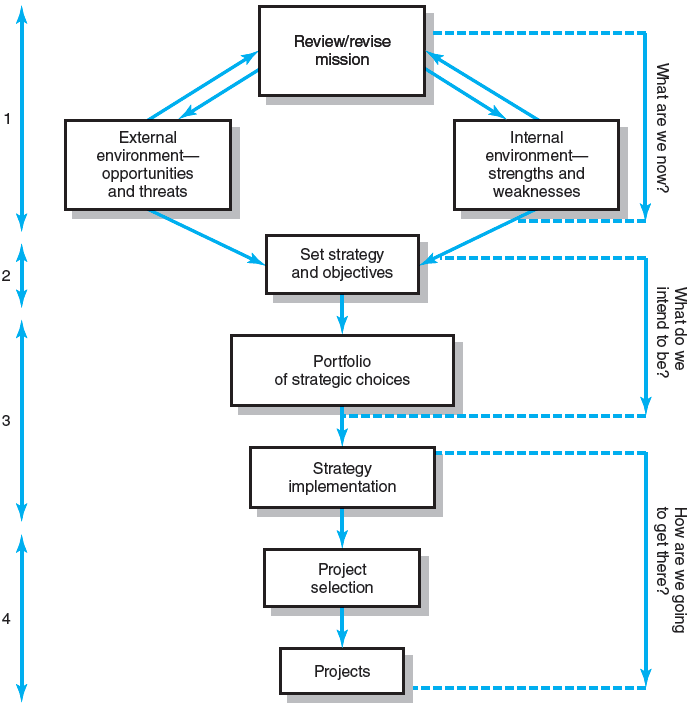 Review/revise
mission
1
External
environment—
opportunities
and threats
Internal
environment—
strengths and
weaknesses
What are we now?
2
Set strategy
and objectives
What do we
intend to be?
Portfolio
of strategic choices
3
Strategy
implementation
How are we going
to get there?
Project
selection
4
Projects